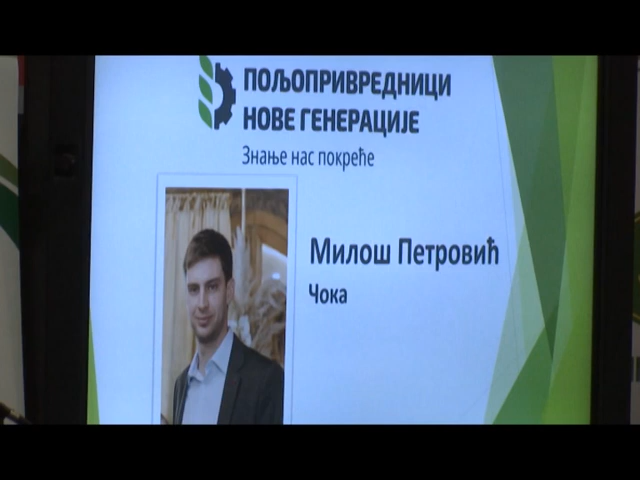 ПОЉОПРИВРЕДНИЦИ
НОВЕ ГЕНЕРАЦИЈЕ
Знање нас покреће
Милош Петровић
Чока